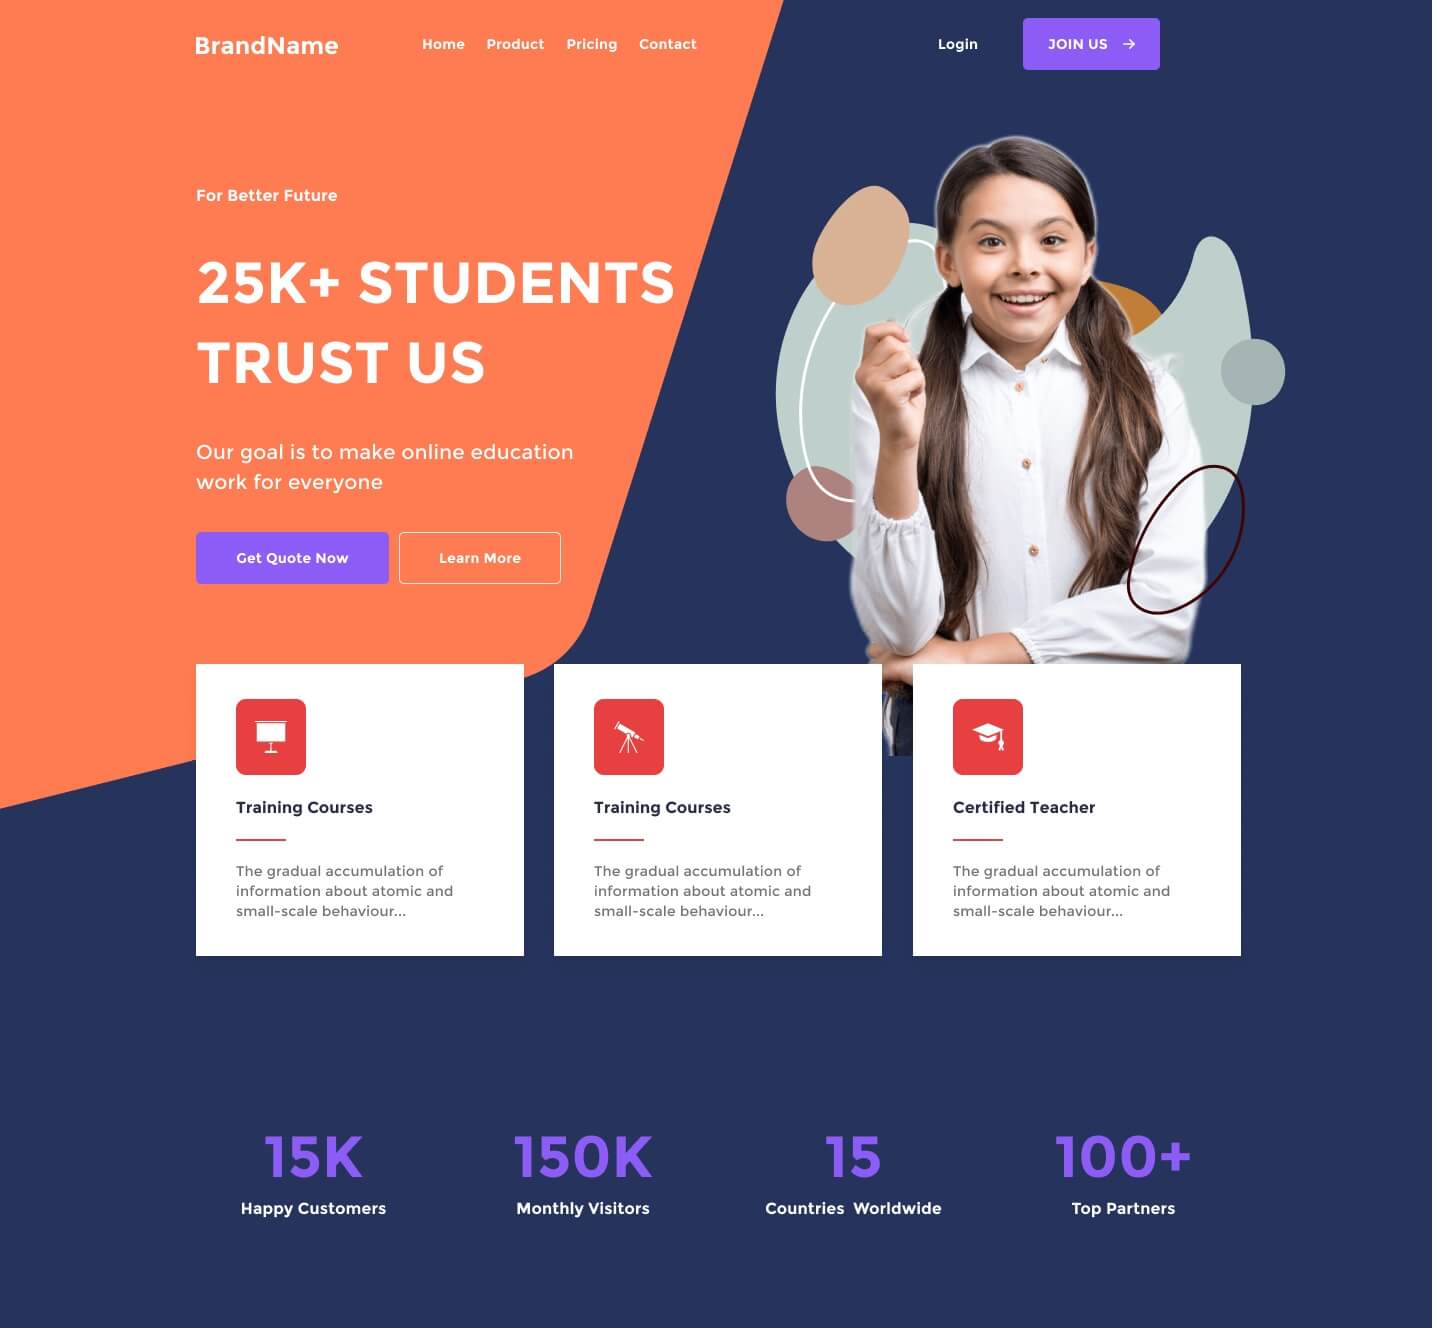 BrandName
Home Product Pricing Contact
Login
JOIN US
For Better Future
25K+ STUDENTS
TRUST US
Our goal is to make online education
work for everyone
Get Quote Now
Learn More
Training Courses
The gradual accumulation of
information about atomic and
small-scale behaviour...
Training Courses
The gradual accumulation of
information about atomic and
small-scale behaviour...
Certified Teacher
The gradual accumulation of
information about atomic and
small-scale behaviour...
15K
Happy Customers
150K
Monthly Visitors
15
Countries  Worldwide
100+
Top Partners